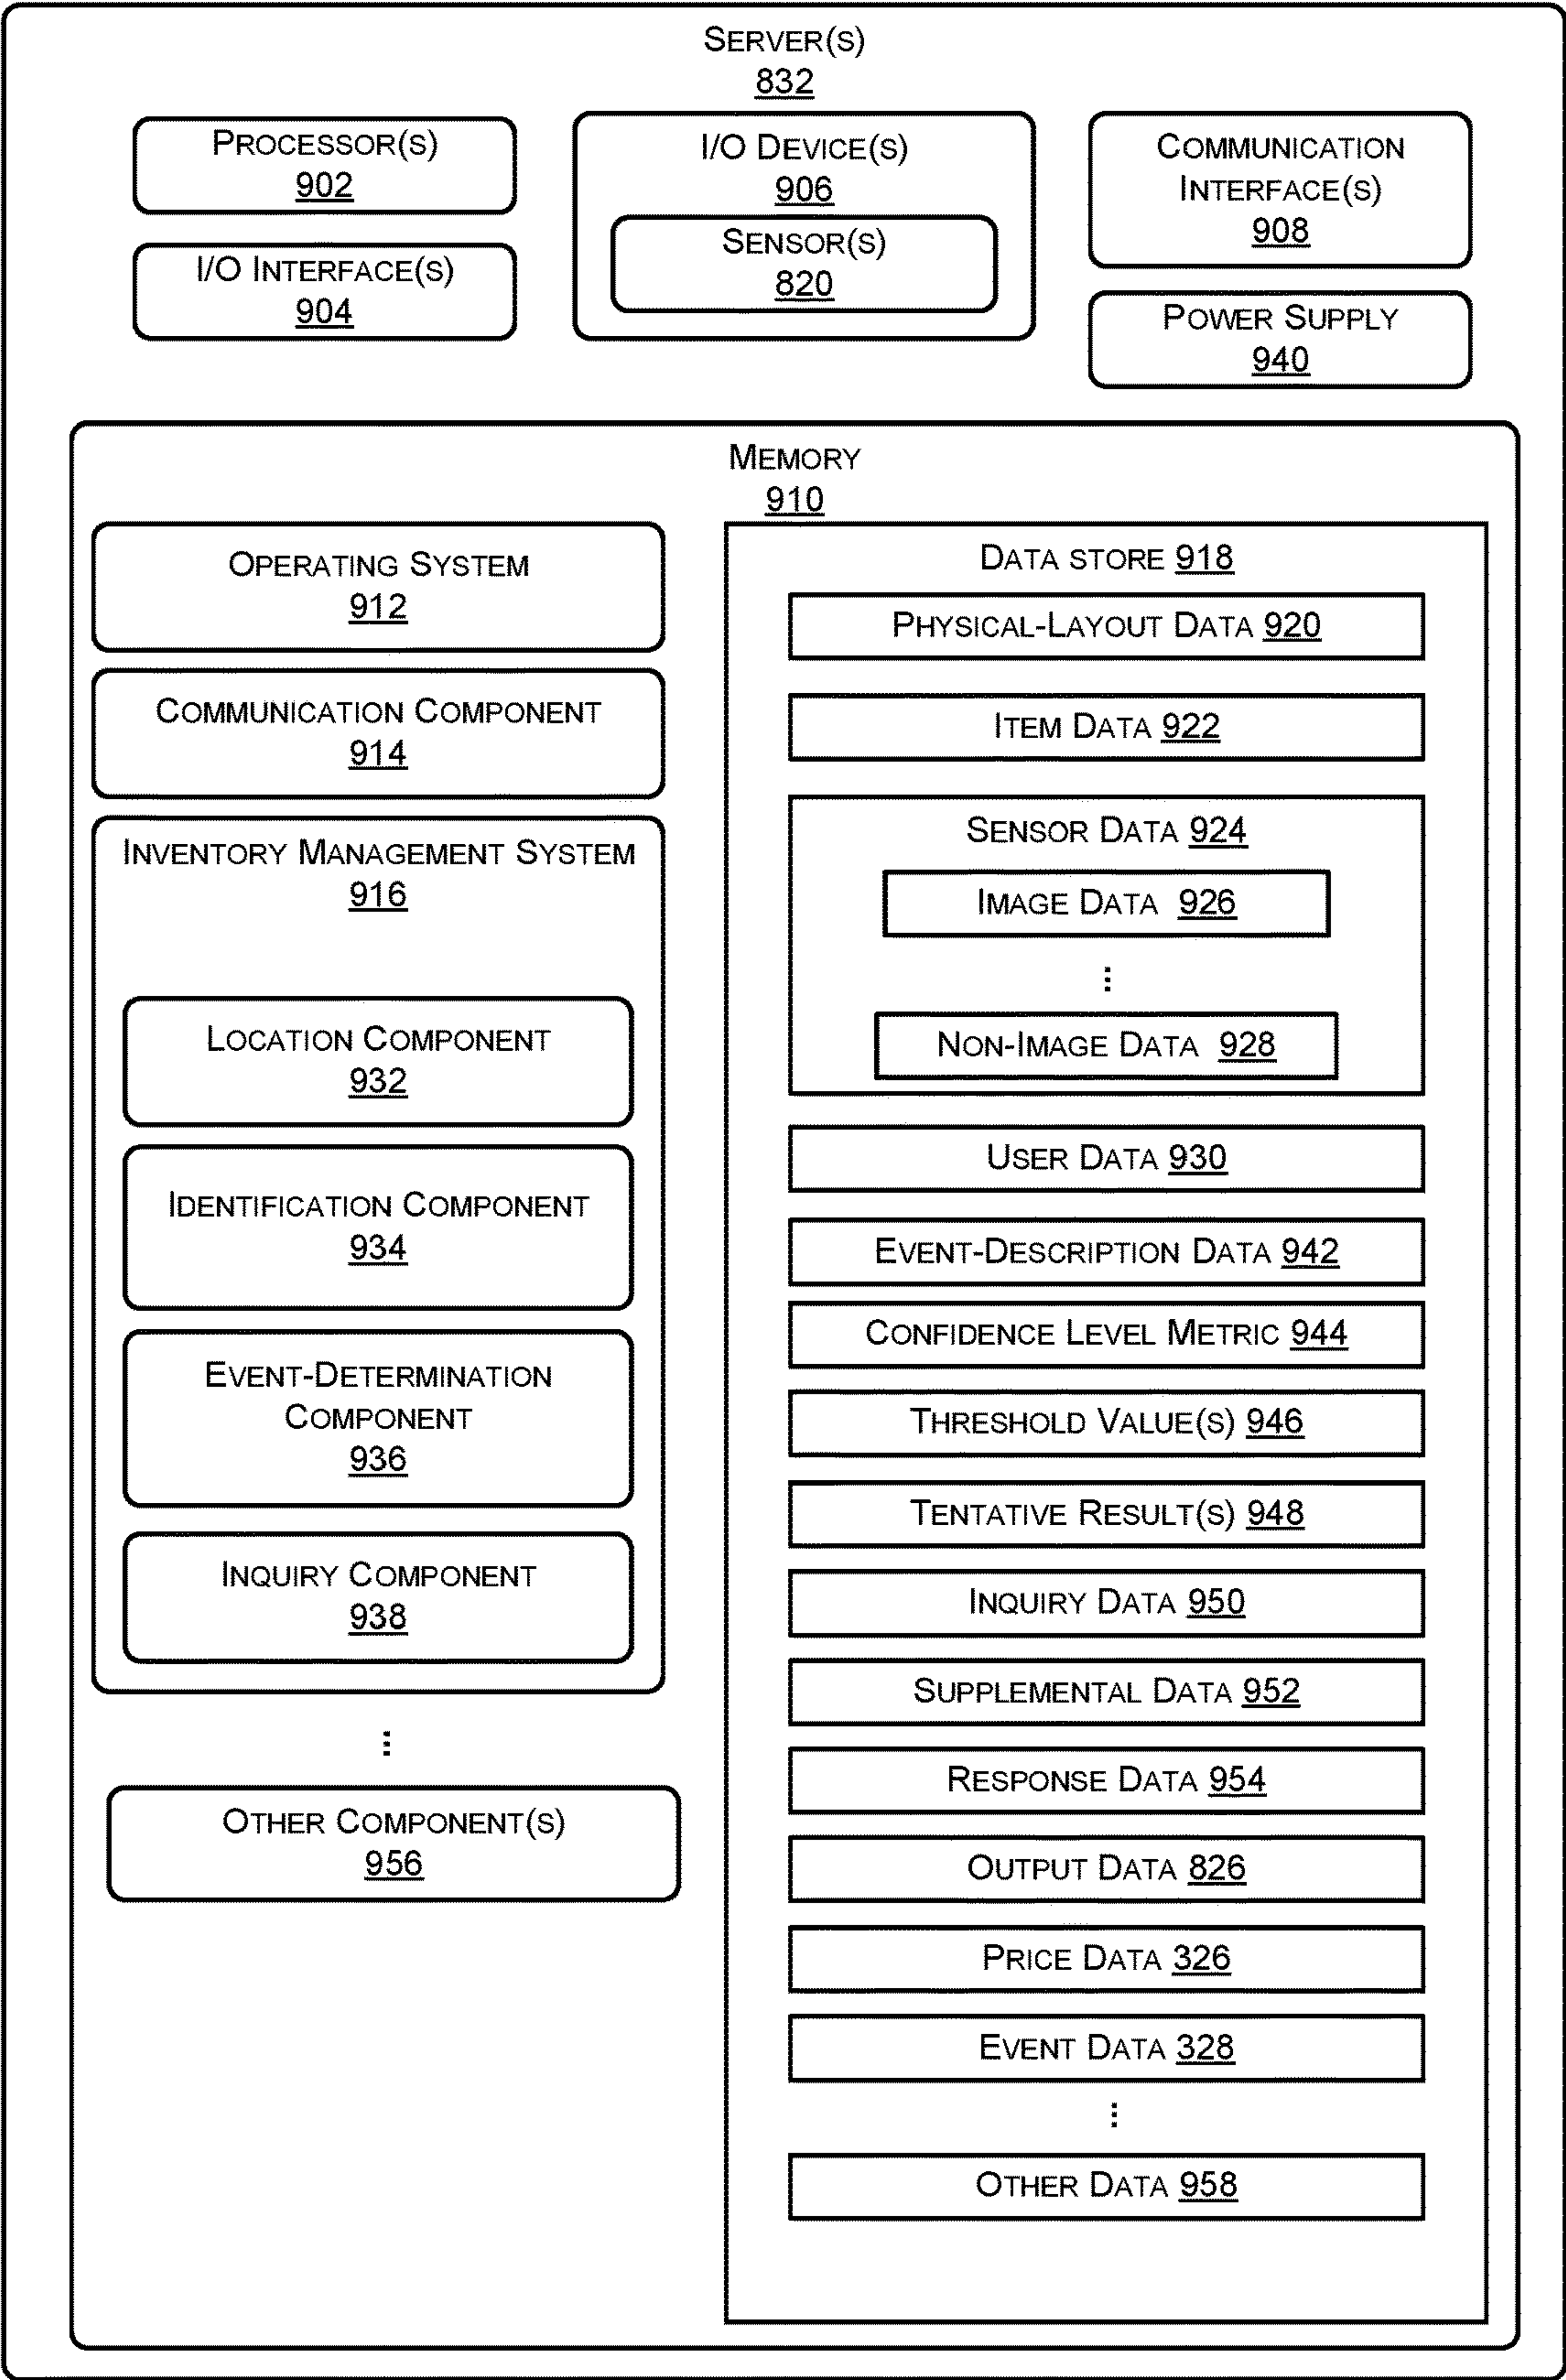 SERVER(S)
832
PROCESSOR(S)
902
I/O INTERFACE(S)
904
I/O DEVICE(S)
906
SENSOR(S)
820
COMMUNICATION
INTERFACE(S)
908
POWER SUPPLY
940
MEMORY
910
OPERATING SYSTEM
912
COMMUNICATION COMPONENT
914
INVENTORY MANAGEMENT SYSTEM
916
LOCATION COMPONENT
932
IDENTIFICATION COMPONENT
934
EVENT-DETERMINATION
COMPONENT
936
INQUIRY COMPONENT
938
⋮
OTHER COMPONENT(S)
956
DATA STORE 918
PHYSICAL-LAYOUT DATA 920
ITEM DATA 922
SENSOR DATA 924
IMAGE DATA 926
⋮
NON-IMAGE DATA 928
USER DATA 930
EVENT-DESCRIPTION DATA 942
CONFIDENCE LEVEL METRIC 944
THRESHOLD VALUE(S) 946
TENTATIVE RESULT(S) 948
INQUIRY DATA 950
SUPPLEMENTAL DATA 952
RESPONSE DATA 954
OUTPUT DATA 826
PRICE DATA 326
EVENT DATA 328
⋮
OTHER DATA 958